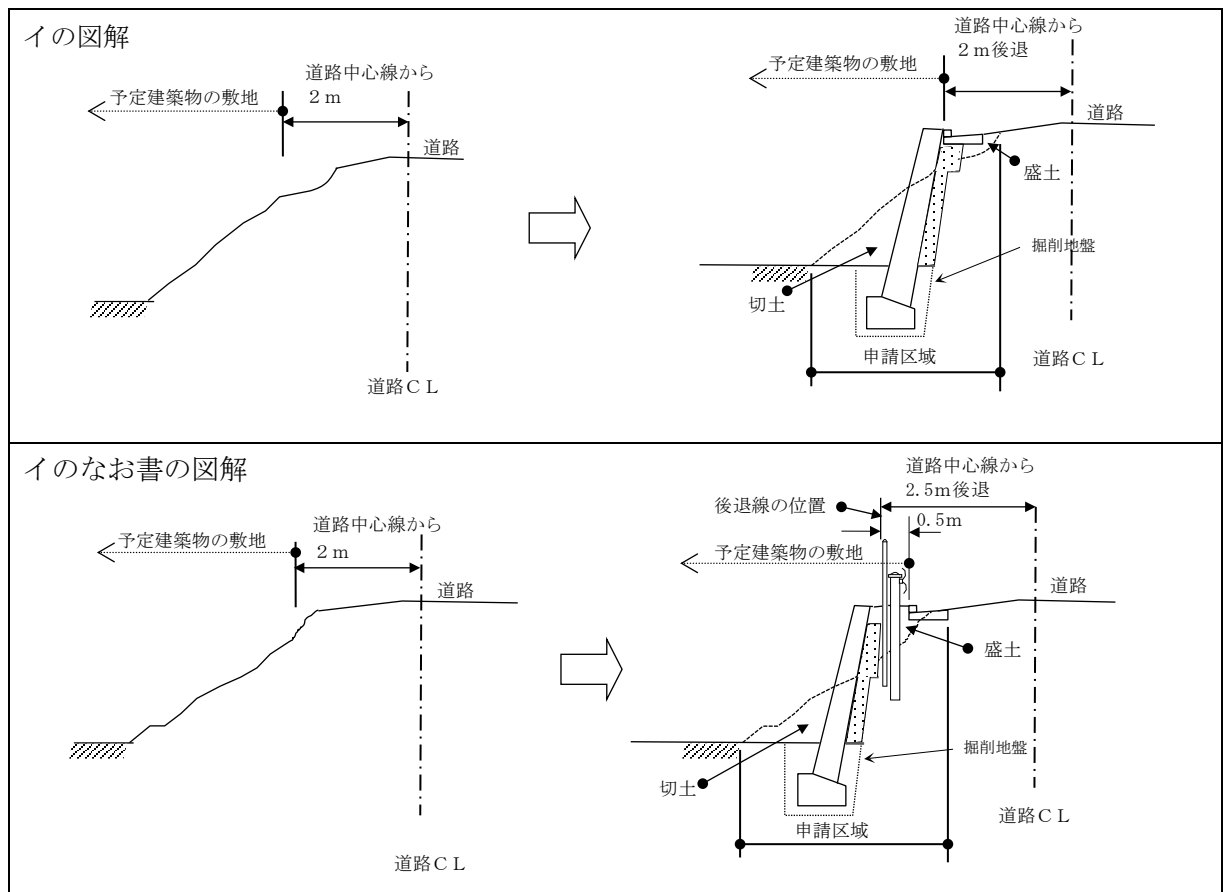 イの図解
道路中心線から
2m
予定建築物の敷地
道路
道路CL
道路中心線から
2m後退
予定建築物の敷地
道路
盛土
掘削地盤
切土
申請区域
道路CL
イのなお書の図解
道路中心線から
2m
予定建築物の敷地
道路
道路CL
道路中心線から
2.5m後退
後退線の位置
0.5m
予定建築物の敷地
道路
盛土
掘削地盤
切土
申請区域
道路CL